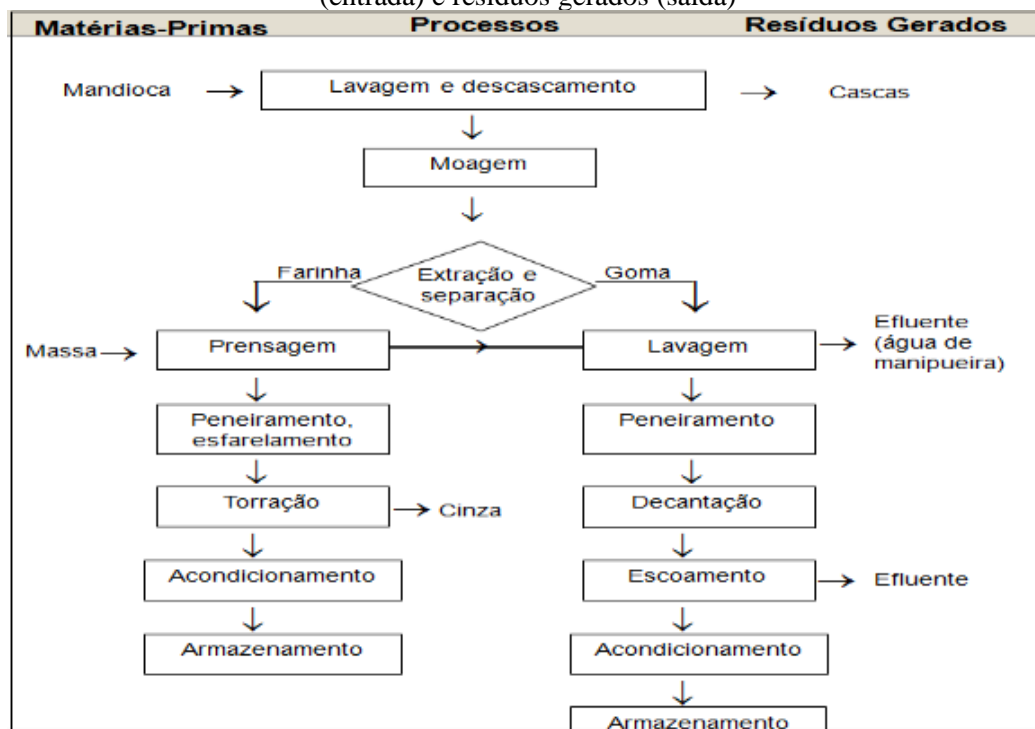 (entrada) e resíduos gerados (saída)
Matérias-Primas
Processos
Resíduos Gerados
Mandioca
Lavagem e descascamento
Cascas
Moagem
Farinha
Extração e
separação
Goma
Massa
Prensagem
Lavagem
Efluente
(água de
manipueira)
Peneiramento,
esfarelamento
Peneiramento
Torração
Cinza
Decantação
Acondicionamento
Escoamento
Efluente
Armazenamento
Acondicionamento
Armazenamento